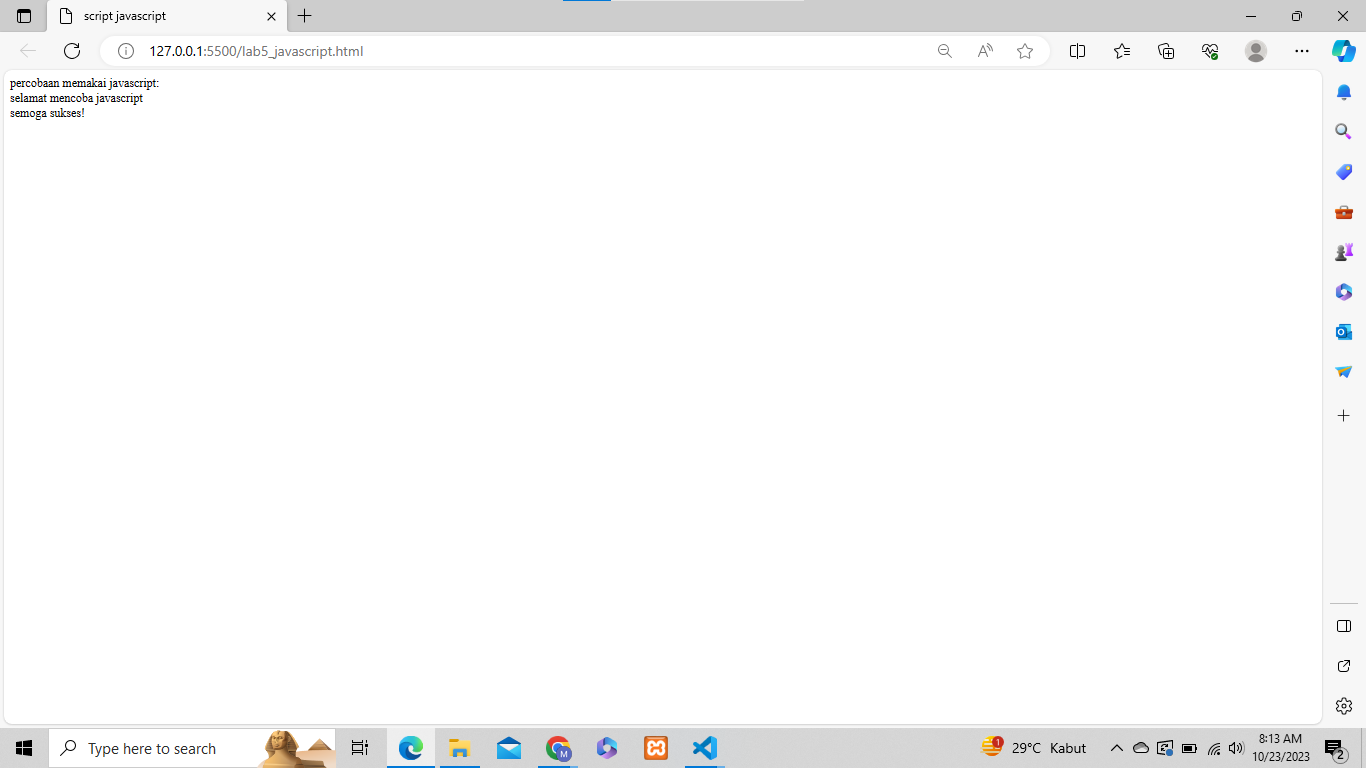 script javascript
127.0.0.1:5500/lab5_javascript.html
percobaan memakai javascript:
selamat mencoba javascript
semoga sukses!
Type here to search
M
1
29°C Kabut
8:13 AM
10/23/2023
2